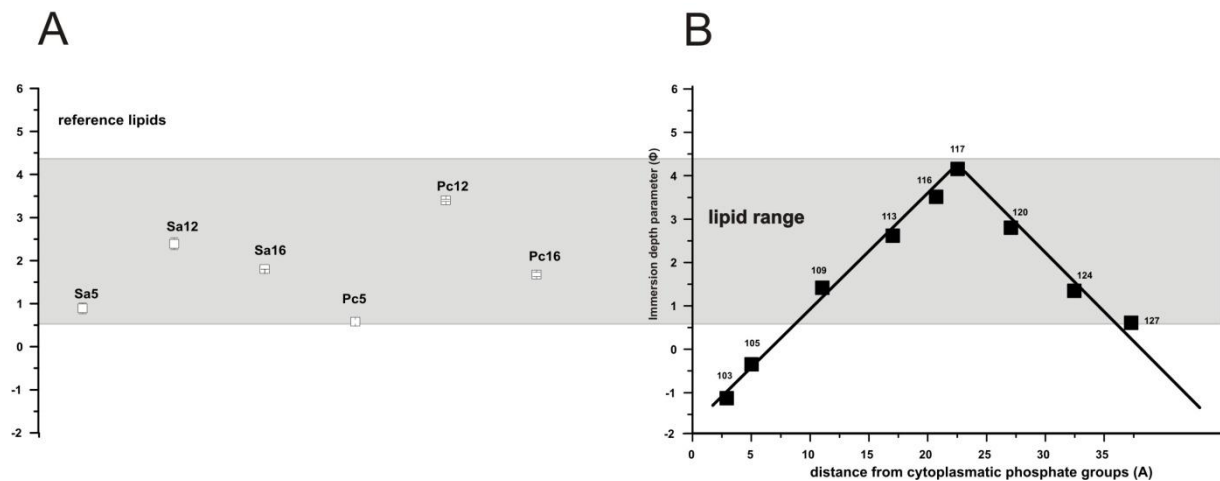 A
6
5
4
3
2
1
0
-1
-2
reference lipids
Sa5
Sa12
Sa16
Pc5
Pc12
Pc16
B
Immersion depth parameter (Φ)
6
5
4
3
2
1
0
-1
-2
lipid range
103
105
109
113
116
117
120
124
127
0 5 10 15 20 25 30 35
distance from cytoplasmatic phosphate groups (A)